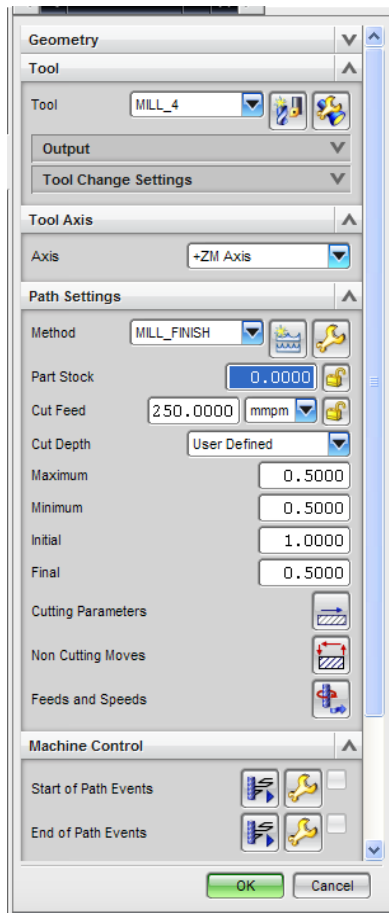 Geometry
Tool
Tool MILL_4
Output
Tool Change Settings
Tool Axis
Axis +ZM Axis
Path Settings
Method MILL_FINISH
Part Stock 0.0000
Cut Feed 250.0000 mmpm
Cut Depth User Defined
Maximum 0.5000
Minimum 0.5000
Initial 1.0000
Final 0.5000
Cutting Parameters
Non Cutting Moves
Feeds and Speeds
Machine Control
Start of Path Events
End of Path Events
OK Cancel